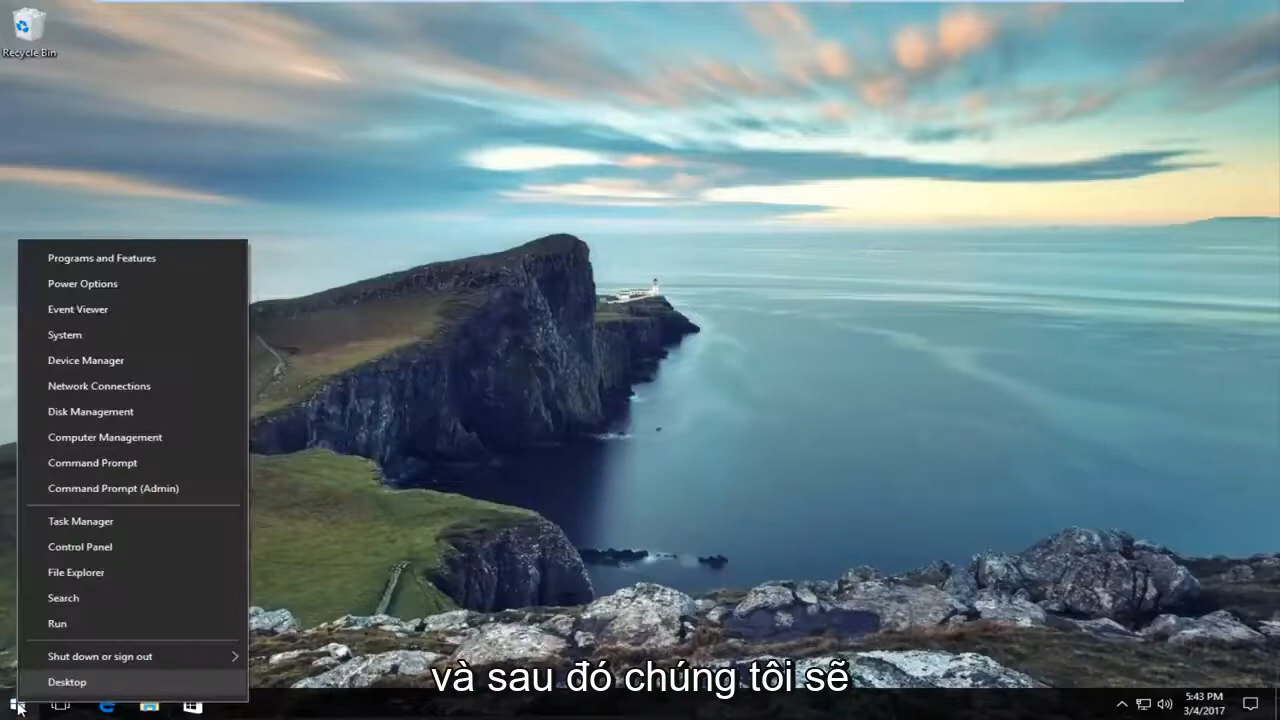 Recycle Bin
Programs and Features
Power Options
Event Viewer
System
Device Manager
Network Connections
Disk Management
Computer Management
Command Prompt
Command Prompt (Admin)
Task Manager
Control Panel
File Explorer
Search
Run
Shut down or sign out
Desktop
và sau đó chúng tôi sẽ
5:43 PM
3/4/2017